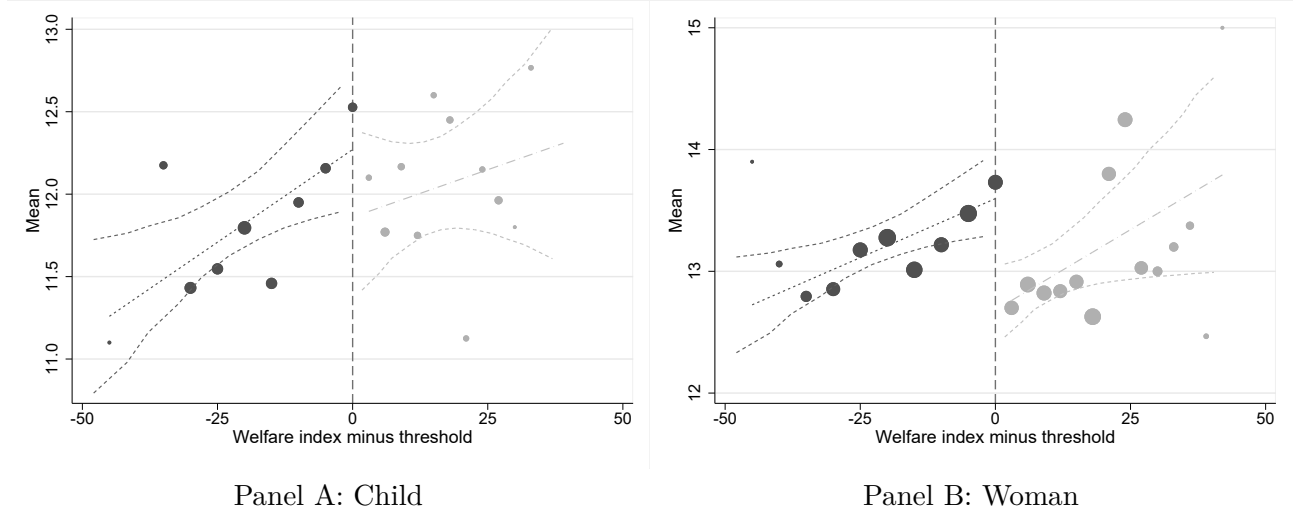 13.0
12.5
12.0
11.5
11.0
Mean
-50 -25 0 25 50
Welfare index minus threshold
Panel A: Child
15
14
13
12
Mean
-50 -25 0 25 50
Welfare index minus threshold
Panel B: Woman